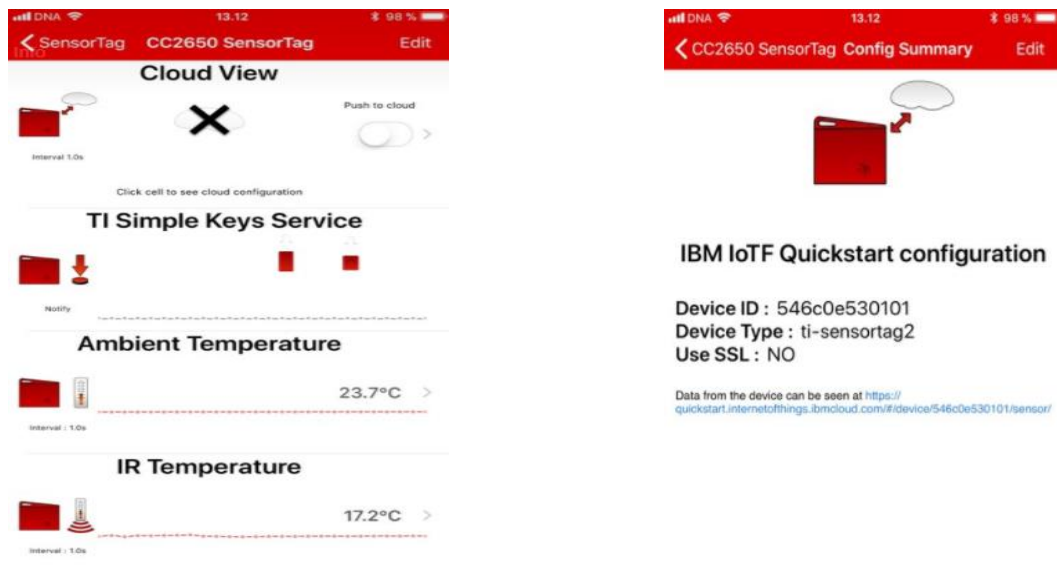 DNA 13.12 98 %
SensorTag CC2650 SensorTag Edit
Info
Cloud View
Push to cloud
Interval 1.0s
Click cell to see cloud configuration
TI Simple Keys Service
Notify
Ambient Temperature
23.7°C
Interval : 1.0s
IR Temperature
17.2°C
Interval : 1.0s
DNA 13.12 98 %
CC2650 SensorTag Config Summary Edit
IBM IoTF Quickstart configuration
Device ID : 546c0e530101
Device Type : ti-sensortag2
Use SSL : NO
Data from the device can be seen at https://
quickstart.internetofthings.ibmcloud.com/#/device/546c0e530101/sensor/